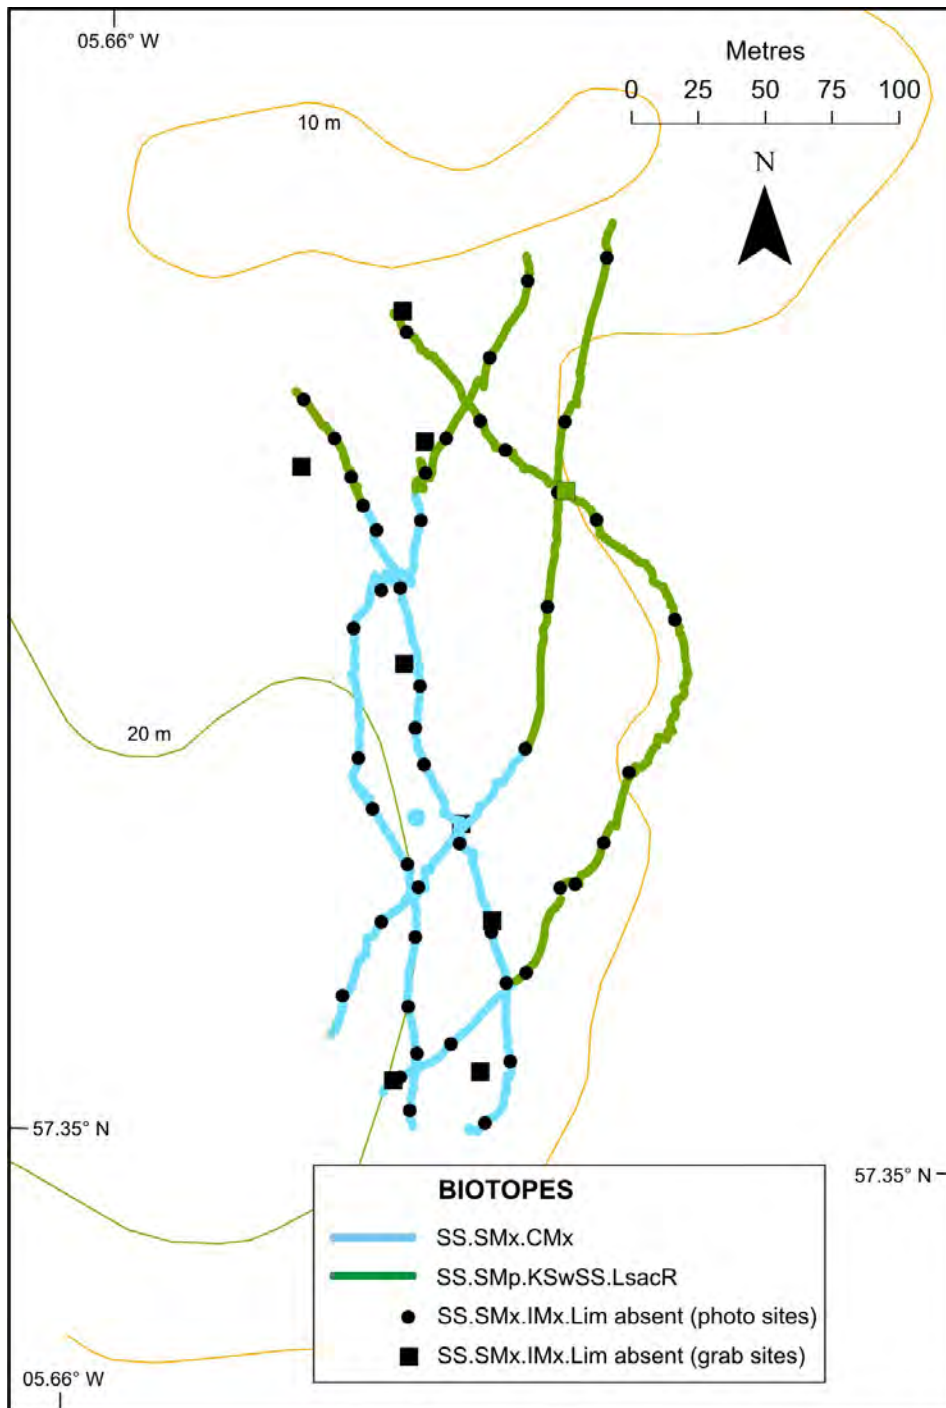 05.66° W
Metres
0 25 50 75 100
10 m
N
20 m
57.35° N
57.35° N
BIOTOPES
SS.SMx.CMx
SS.SMp.KSwSS.LsacR
SS.SMx.IMx.Lim absent (photo sites)
SS.SMx.IMx.Lim absent (grab sites)
05.66° W